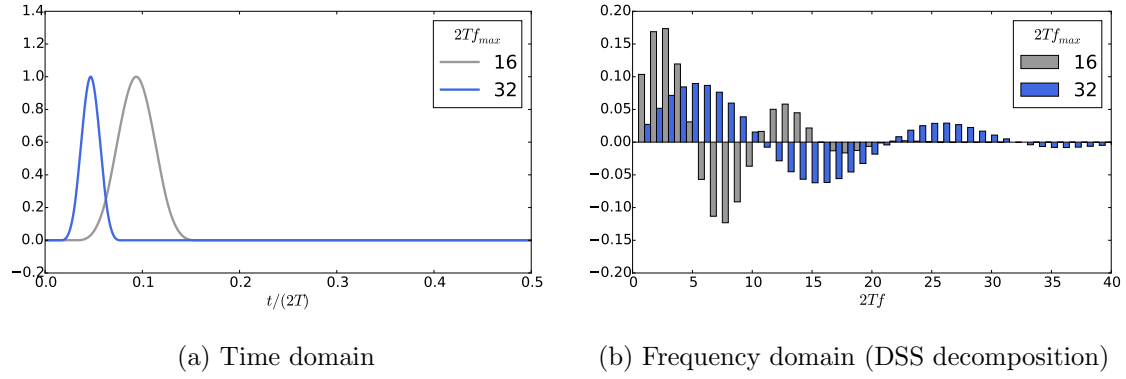 1.4
1.2
1.0
0.8
0.6
0.4
0.2
0.0
−0.2
0.0 0.1 0.2 0.3 0.4 0.5
t/(2T)
2Tf_max
16
32
(a) Time domain
0.20
0.15
0.10
0.05
0.00
−0.05
−0.10
−0.15
−0.20
0 5 10 15 20 25 30 35 40
2Tf
2Tf_max
16
32
(b) Frequency domain (DSS decomposition)